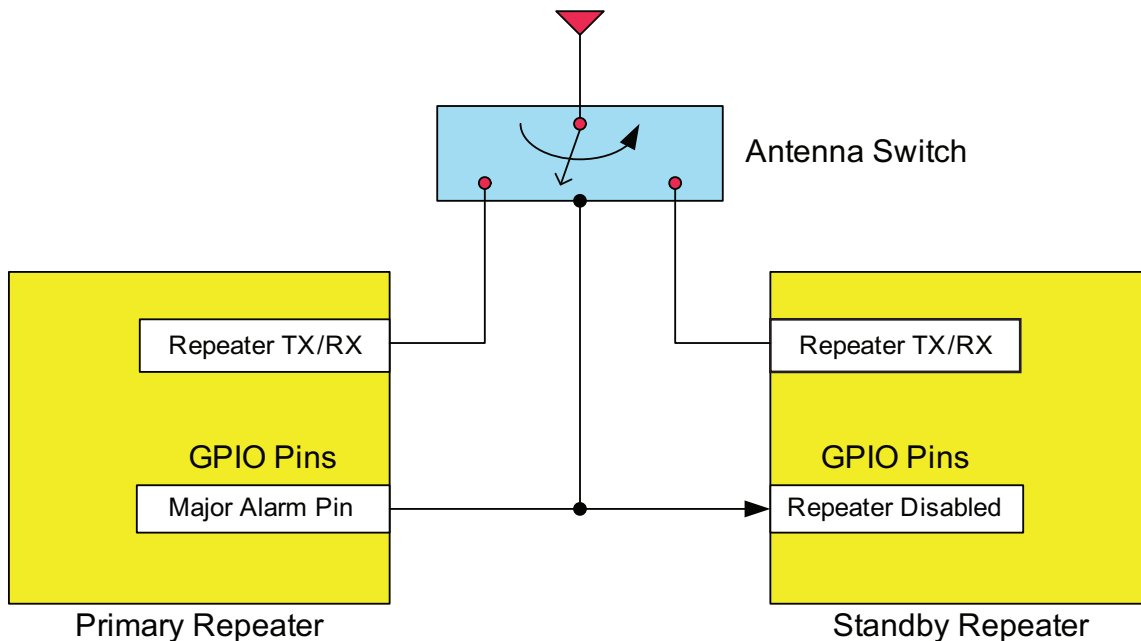 Antenna Switch
Repeater TX/RX
Repeater TX/RX
GPIO Pins
GPIO Pins
Major Alarm Pin
Repeater Disabled
Primary Repeater
Standby Repeater